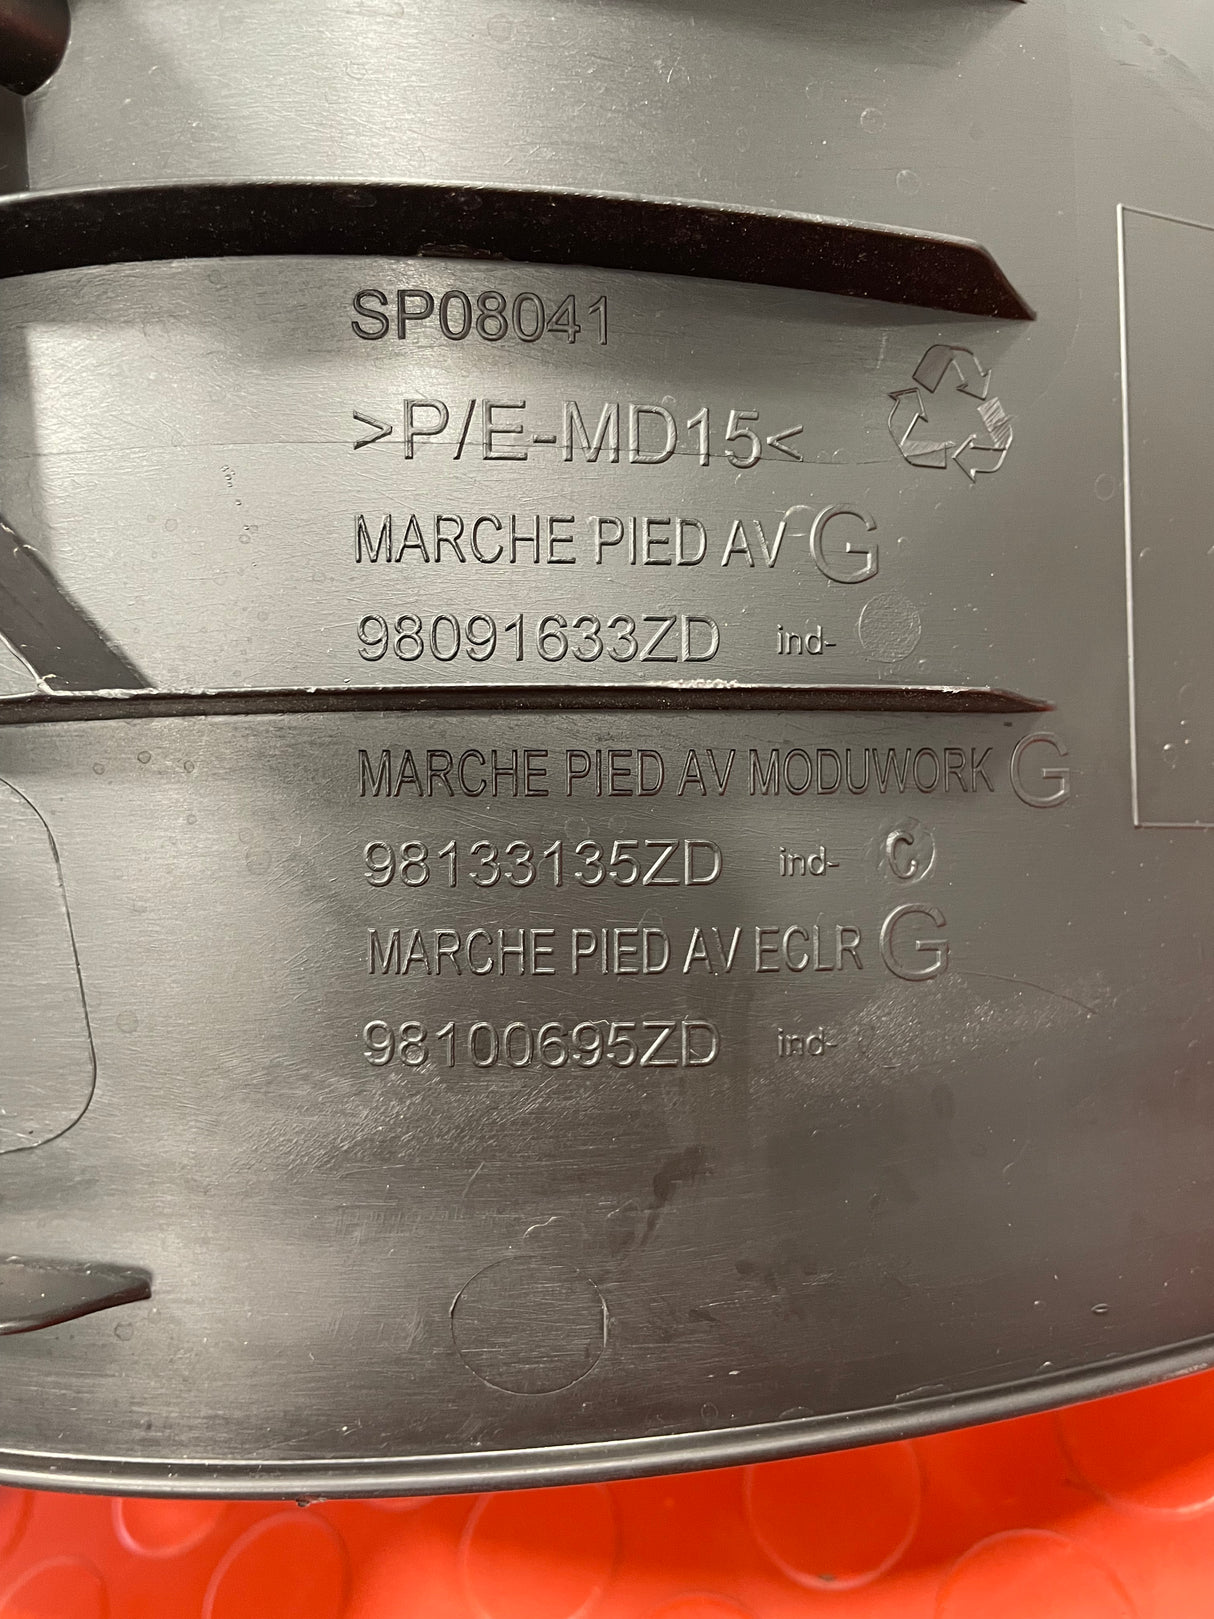 SP08041
>P/E-MD15<
MARCHE PIED AV G
98091633ZD ind-
MARCHE PIED AV MODUWORK G
98133135ZD ind- C
MARCHE PIED AV ECLR G
98100695ZD ind-